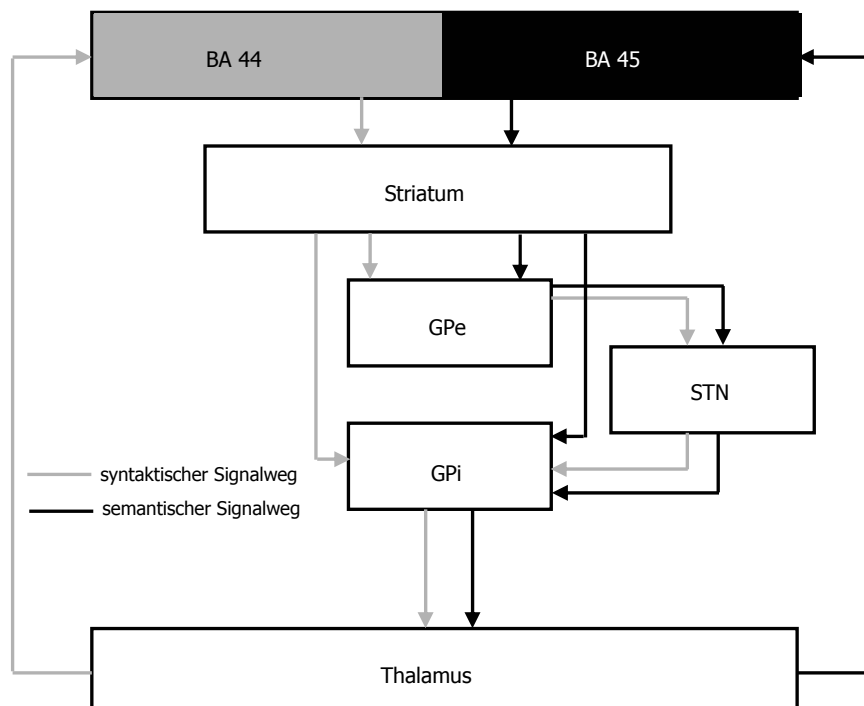 BA 44
BA 45
Striatum
GPe
STN
GPi
syntaktischer Signalweg
semantischer Signalweg
Thalamus